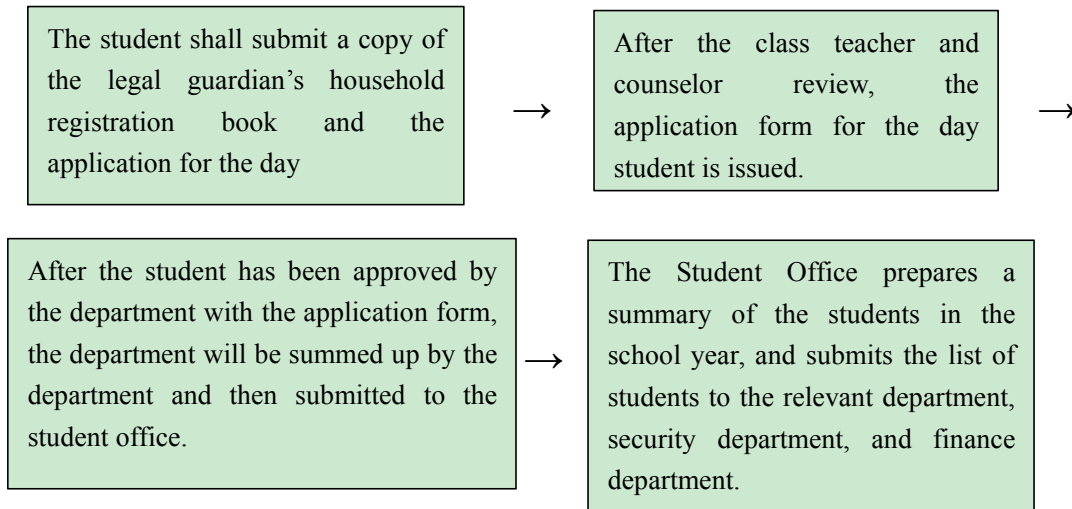 The student shall submit a copy of
the legal guardian's household
registration book and the
application for the day
→
After the class teacher and
counselor review, the
application form for the day
student is issued.
→
After the student has been approved by
the department with the application form,
the department will be summed up by the
department and then submitted to the
student office.
→
The Student Office prepares a
summary of the students in the
school year, and submits the list of
students to the relevant department,
security department, and finance
department.